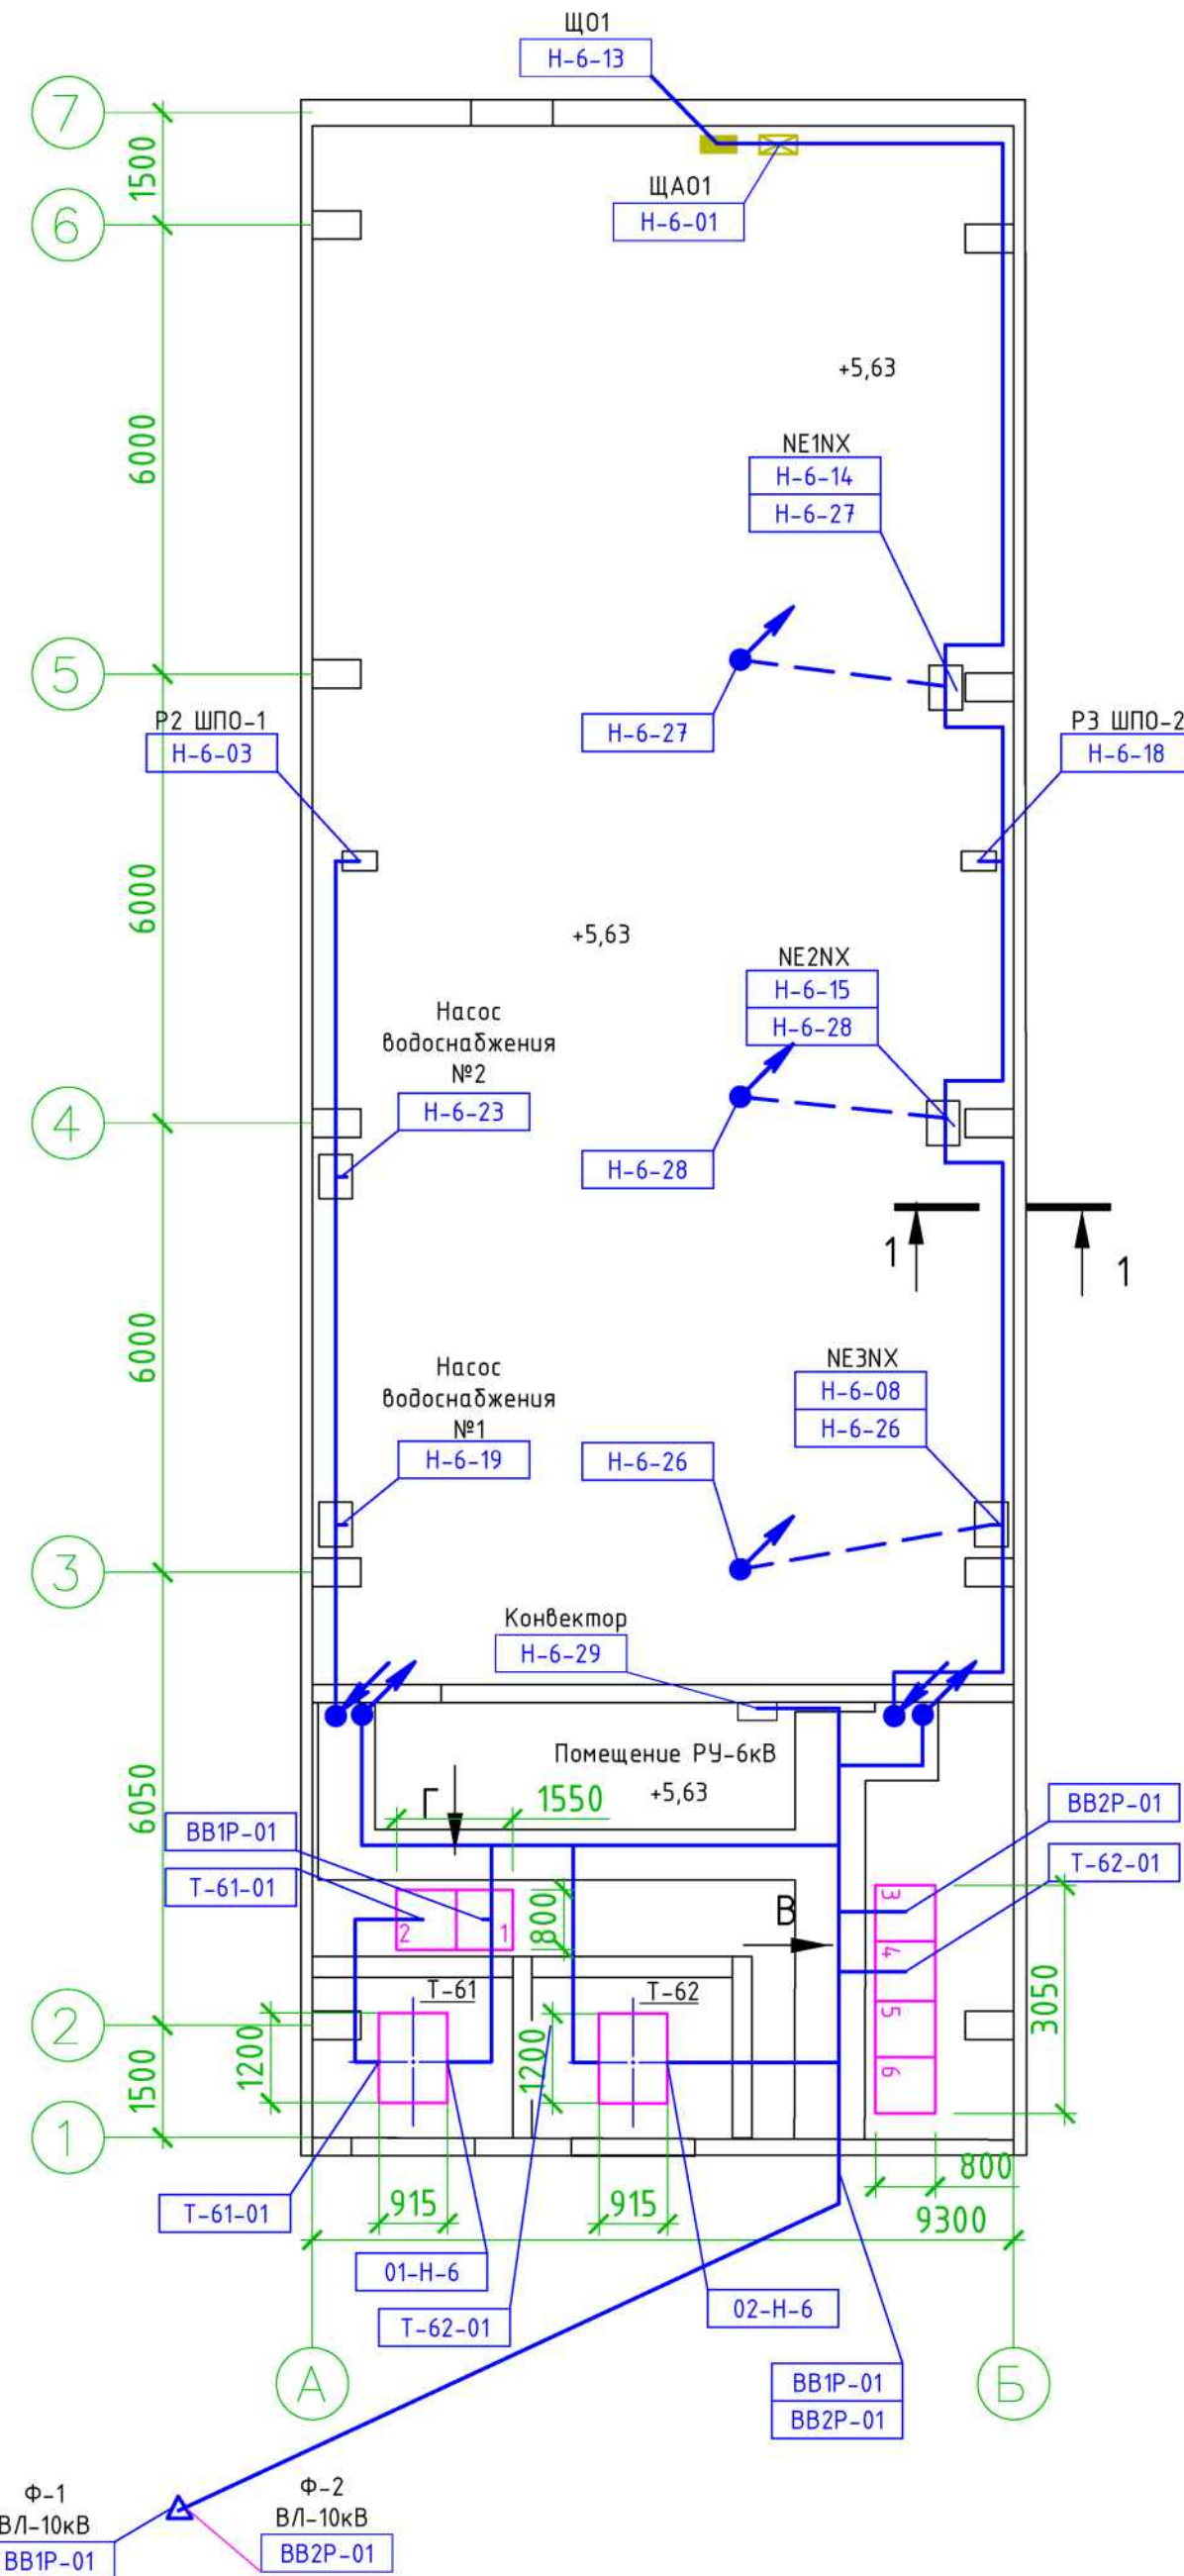 ЩО1
Н-6-13
7
1500
ЩАО1
Н-6-01
6
+5,63
6000
NE1NX
Н-6-14
Н-6-27
5
Р2 ШПО-1
Н-6-03
Н-6-27
Р3 ШПО-2
Н-6-18
6000
+5,63
NE2NX
Н-6-15
Н-6-28
Насос
водоснабжения
№2
Н-6-23
4
Н-6-28
1
1
6000
Насос
водоснабжения
№1
Н-6-19
NE3NX
Н-6-08
Н-6-26
Н-6-26
3
Конвектор
Н-6-29
Помещение РУ-6кВ
+5,63
6050
Г
1550
ВВ1Р-01
Т-61-01
ВВ2Р-01
Т-62-01
2
1
800
В
3
4
5
6
3050
Т-61
Т-62
2
1200
1200
1500
1
800
Т-61-01
915
915
9300
01-Н-6
Т-62-01
02-Н-6
А
ВВ1Р-01
ВВ2Р-01
Б
Ф-1
ВЛ-10кВ
ВВ1Р-01
Ф-2
ВЛ-10кВ
ВВ2Р-01